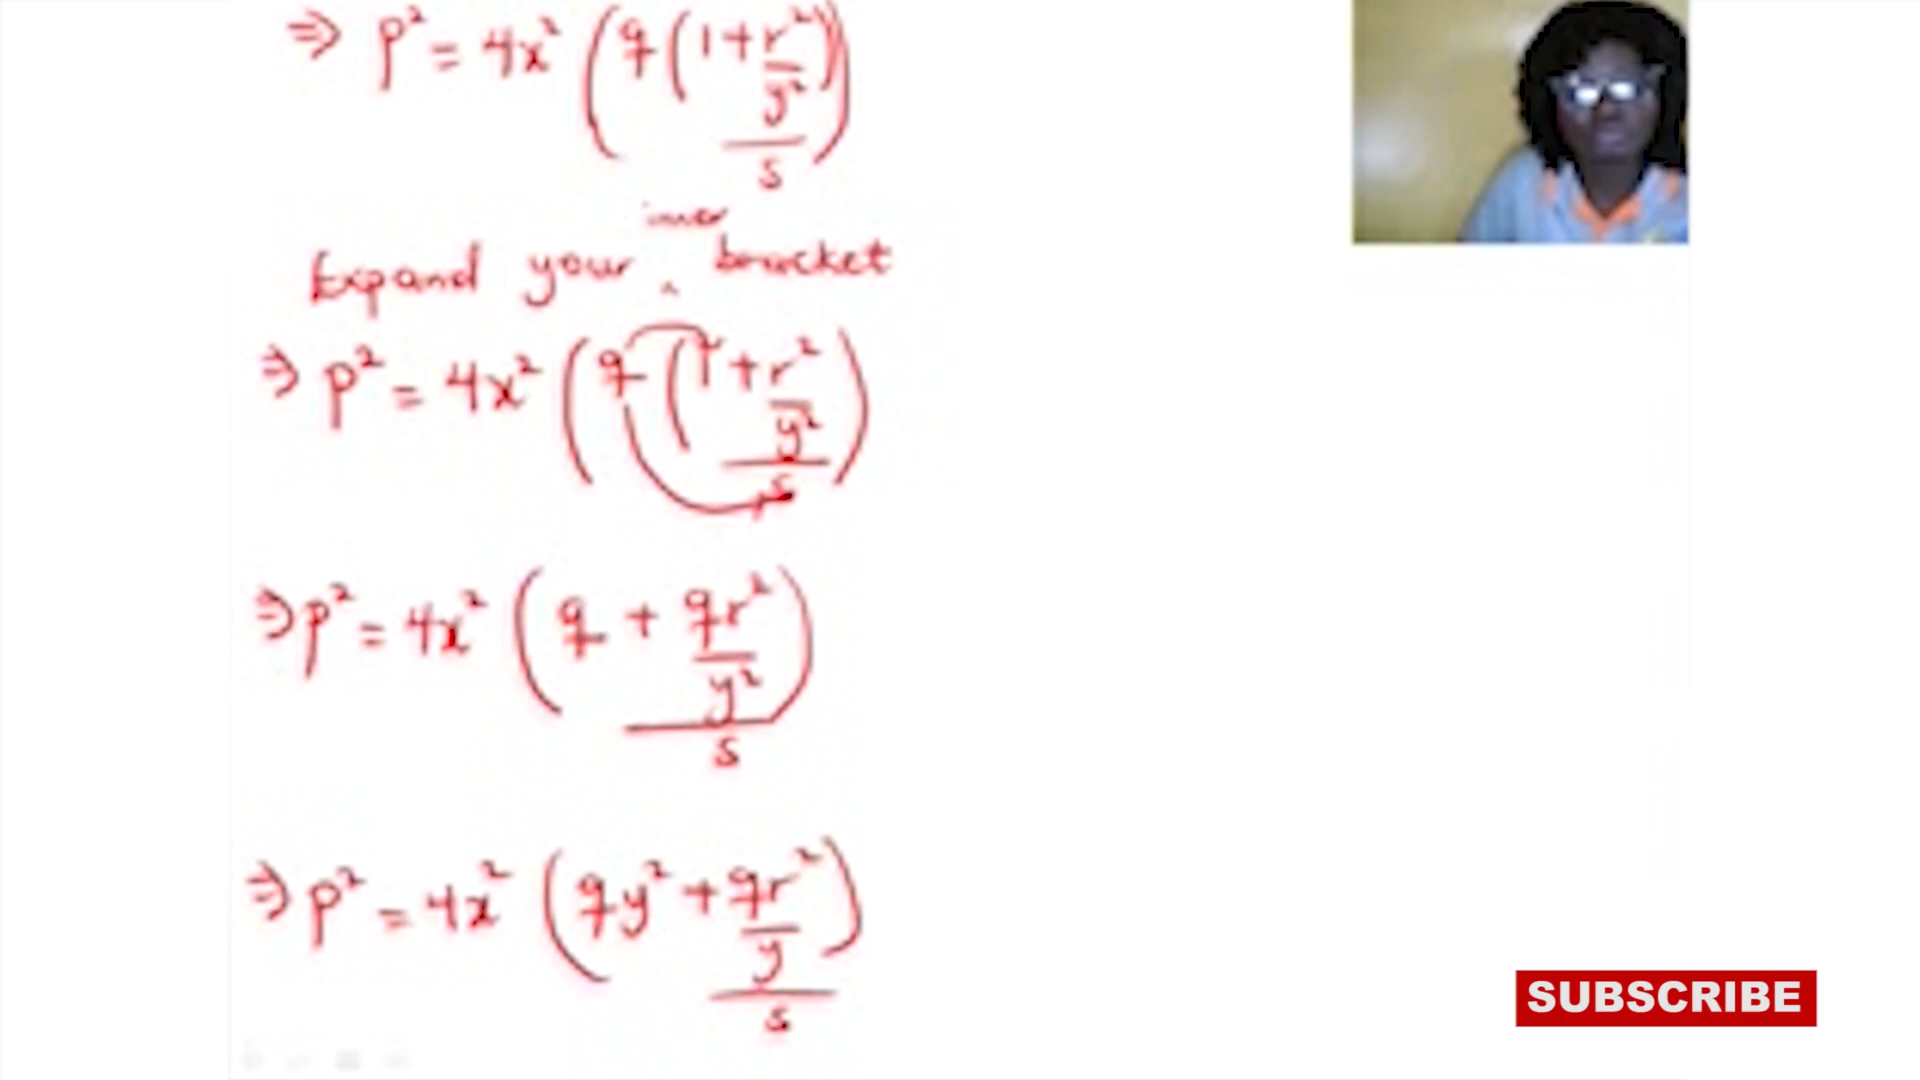 ⇒ p² = 4x² (q(1 + r²/y²)/s)
inner
Expand your ^ bracket
⇒ p² = 4x² (q (1 + r²/y²)/s)
⇒ p² = 4x² (q + qr²/y²/s)
⇒ p² = 4x² (qy² + qr²/y/s)
SUBSCRIBE